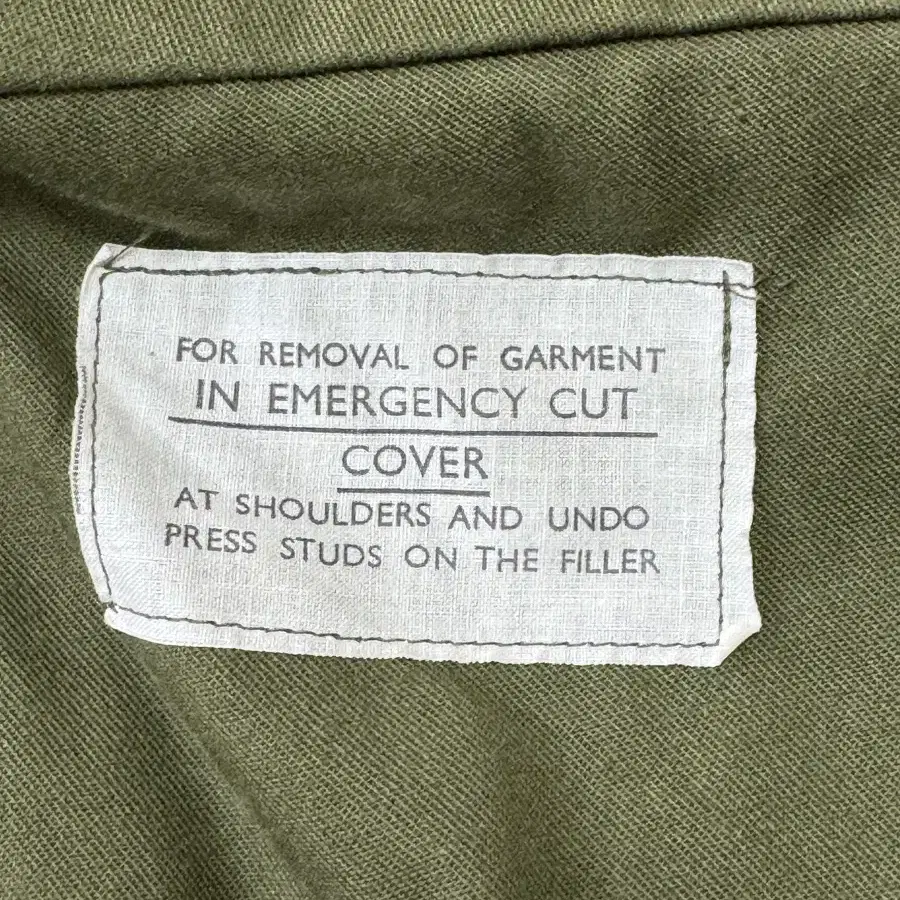 FOR REMOVAL OF GARMENT
IN EMERGENCY CUT
COVER
AT SHOULDERS AND UNDO
PRESS STUDS ON THE FILLER